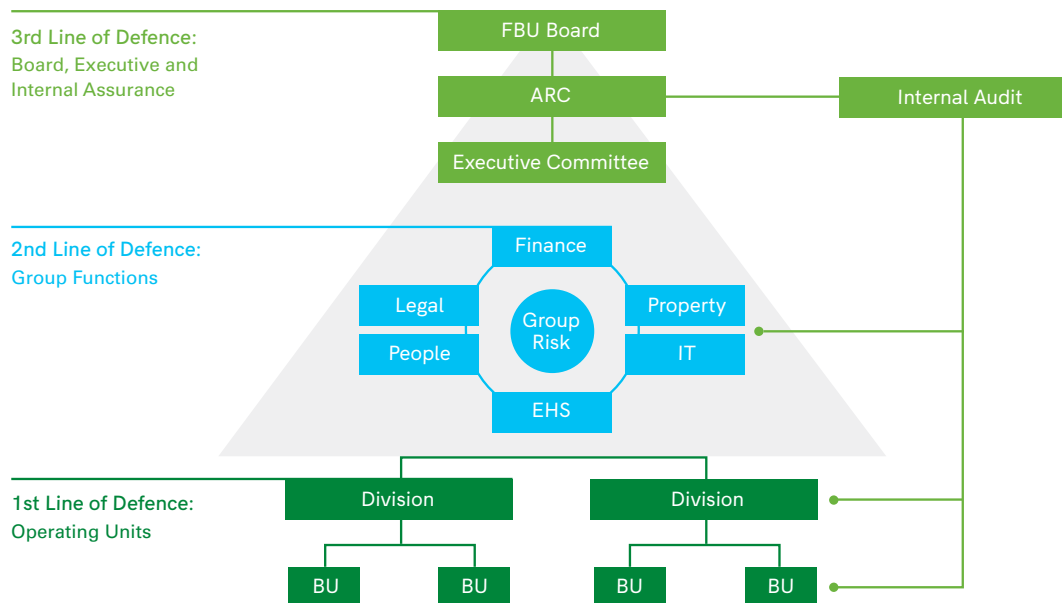 3rd Line of Defence:
Board, Executive and
Internal Assurance
FBU Board
ARC
Internal Audit
Executive Committee
2nd Line of Defence:
Group Functions
Finance
Legal
Property
Group
Risk
People
IT
EHS
1st Line of Defence:
Operating Units
Division
Division
BU
BU
BU
BU